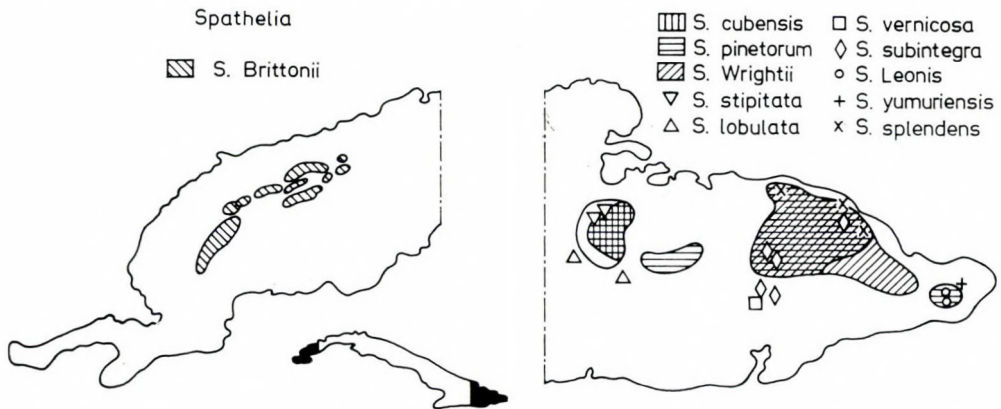 Spathelia
S. Brittonii
S. cubensis
S. pinetorum
S. Wrightii
S. stipitata
S. lobulata
S. vernicosa
S. subintegra
S. Leonis
S. yumuriensis
S. splendens